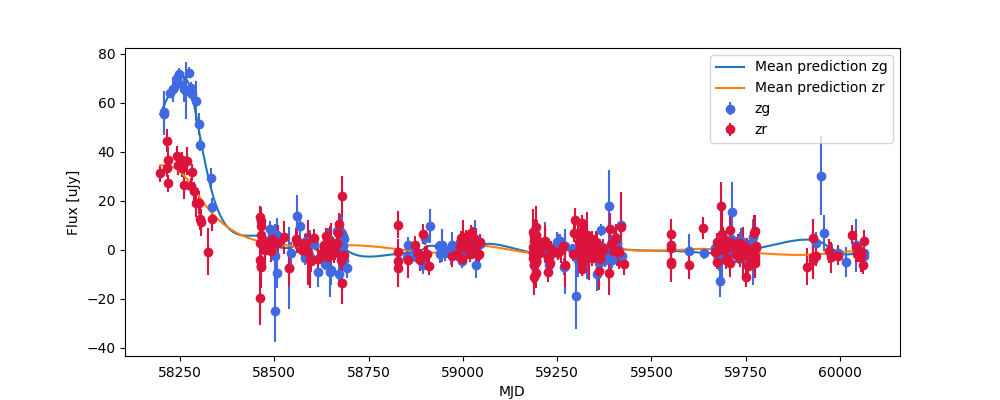 Mean prediction zg
Mean prediction zr
zg
zr
80
60
40
20
0
−20
−40
Flux [uJy]
58250
58500
58750
59000
59250
59500
59750
60000
MJD